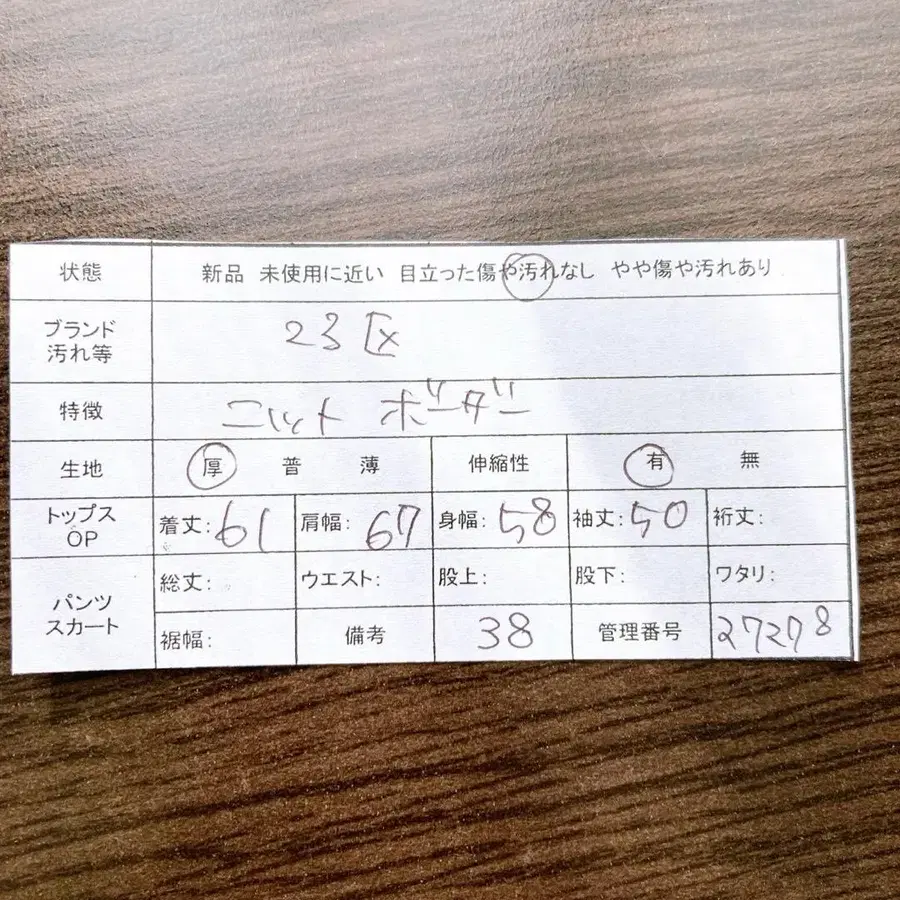 状態 新品 未使用に近い 目立った傷や汚れなし やや傷や汚れあり
ブランド
汚れ等
23区
特徴 ニット ボーダー
生地 厚 普 薄 伸縮性 有 無
トップス
OP
着丈:61 肩幅:67 身幅:58 袖丈:50 裄丈:
パンツ
スカート
総丈: ウエスト: 股上: 股下: ワタリ:
裾幅: 備考 38 管理番号 27278